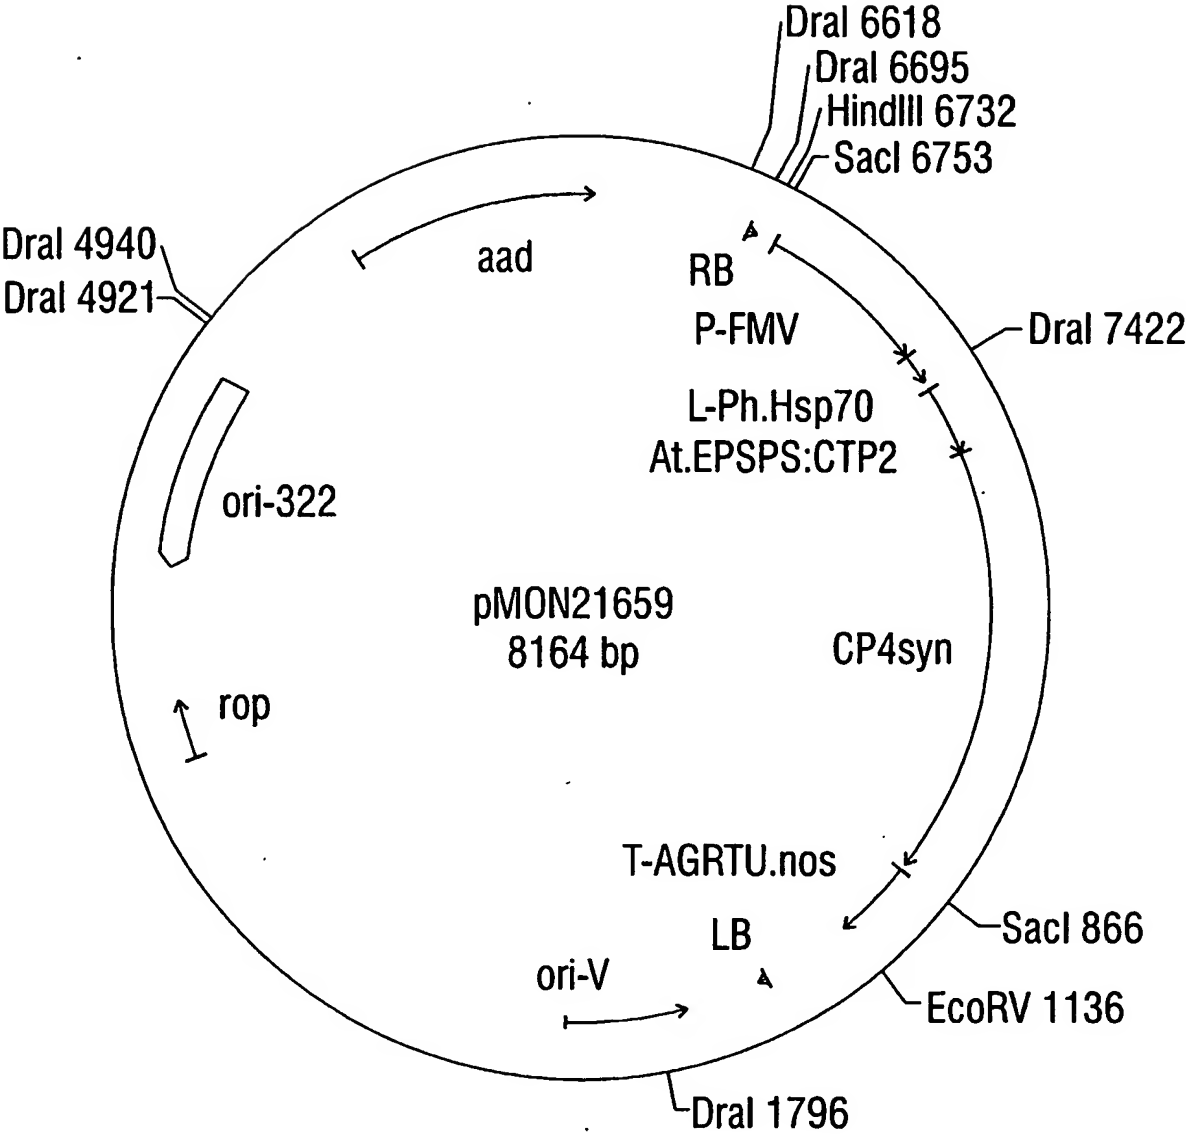 DraI 6618
DraI 6695
HindIII 6732
SacI 6753
DraI 4940
DraI 4921
aad
RB
P-FMV
DraI 7422
L-Ph.Hsp70
At.EPSPS:CTP2
ori-322
pMON21659
8164 bp
CP4syn
rop
T-AGRTU.nos
LB
SacI 866
ori-V
EcoRV 1136
DraI 1796